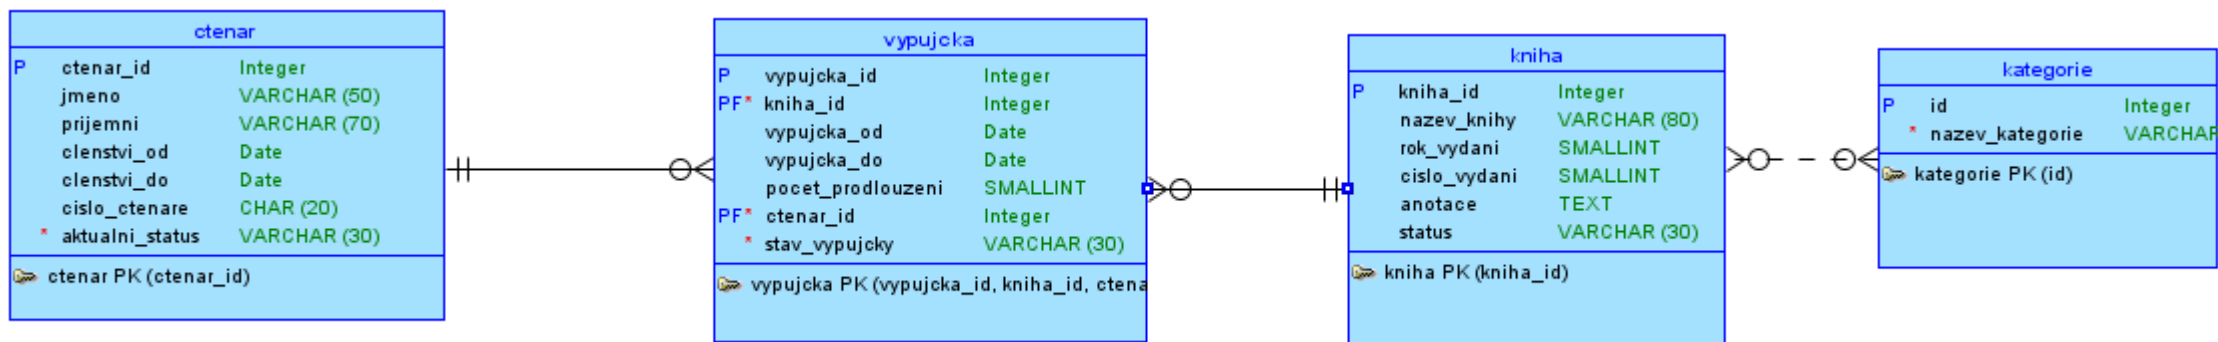 ctenar
P ctenar_id Integer
jmeno VARCHAR (50)
prijemni VARCHAR (70)
clenstvi_od Date
clenstvi_do Date
cislo_ctenare CHAR (20)
* aktualni_status VARCHAR (30)
ctenar PK (ctenar_id)
vypujcka
P vypujcka_id Integer
PF* kniha_id Integer
vypujcka_od Date
vypujcka_do Date
pocet_prodlouzeni SMALLINT
PF* ctenar_id Integer
* stav_vypujcky VARCHAR (30)
vypujcka PK (vypujcka_id, kniha_id, ctena
kniha
P kniha_id Integer
nazev_knihy VARCHAR (80)
rok_vydani SMALLINT
cislo_vydani SMALLINT
anotace TEXT
status VARCHAR (30)
kniha PK (kniha_id)
kategorie
P id Integer
* nazev_kategorie VARCHAR
kategorie PK (id)